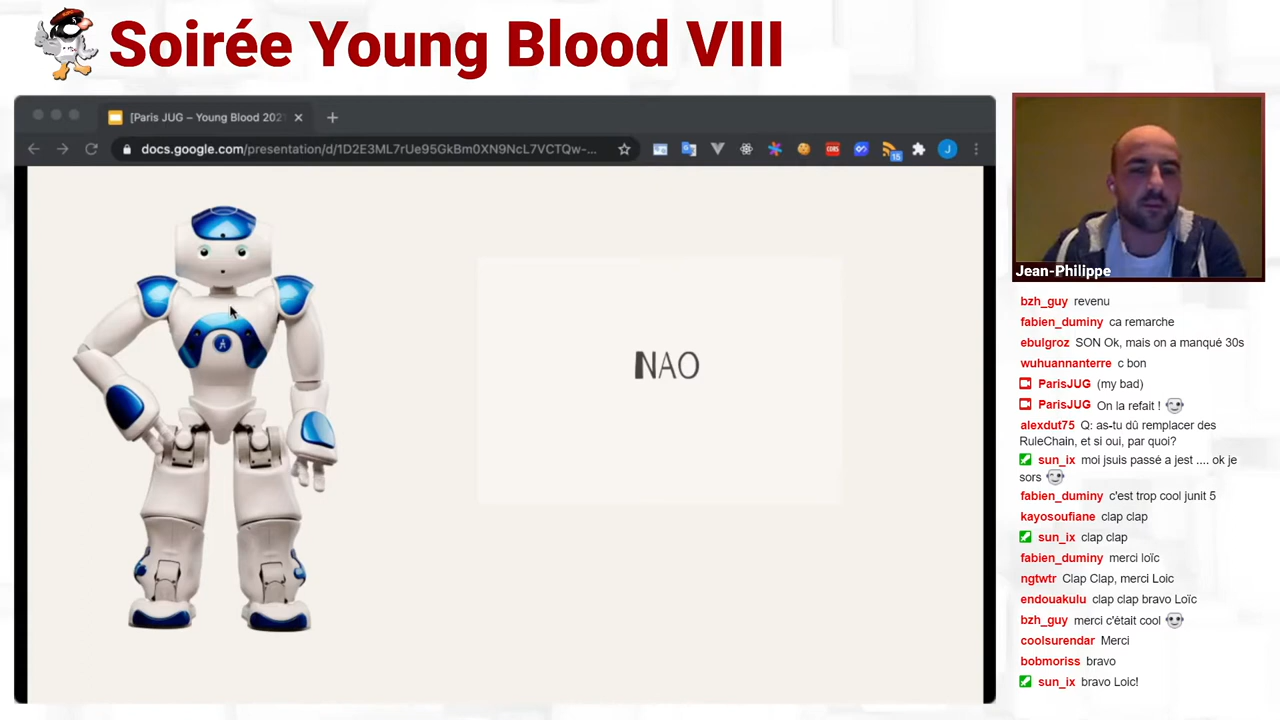 Soirée Young Blood VIII
[Paris JUG – Young Blood 202
docs.google.com/presentation/d/1D2E3ML7rUe95GkBm0XN9NcL7VCTQw-...
CORS
15
J
NAO
Jean-Philippe
bzh_guy revenu
fabien_duminy ca remarche
ebulgroz SON Ok, mais on a manqué 30s
wuhuannanterre c bon
ParisJUG (my bad)
ParisJUG On la refait !
alexdut75 Q: as-tu dû remplacer des
RuleChain, et si oui, par quoi?
sun_ix moi jsuis passé a jest .... ok je
sors
fabien_duminy c'est trop cool junit 5
kayosoufiane clap clap
sun_ix clap clap
fabien_duminy merci loïc
ngtwtr Clap Clap, merci Loic
endouakulu clap clap bravo Loïc
bzh_guy merci c'était cool
coolsurendar Merci
bobmoriss bravo
sun_ix bravo Loic!